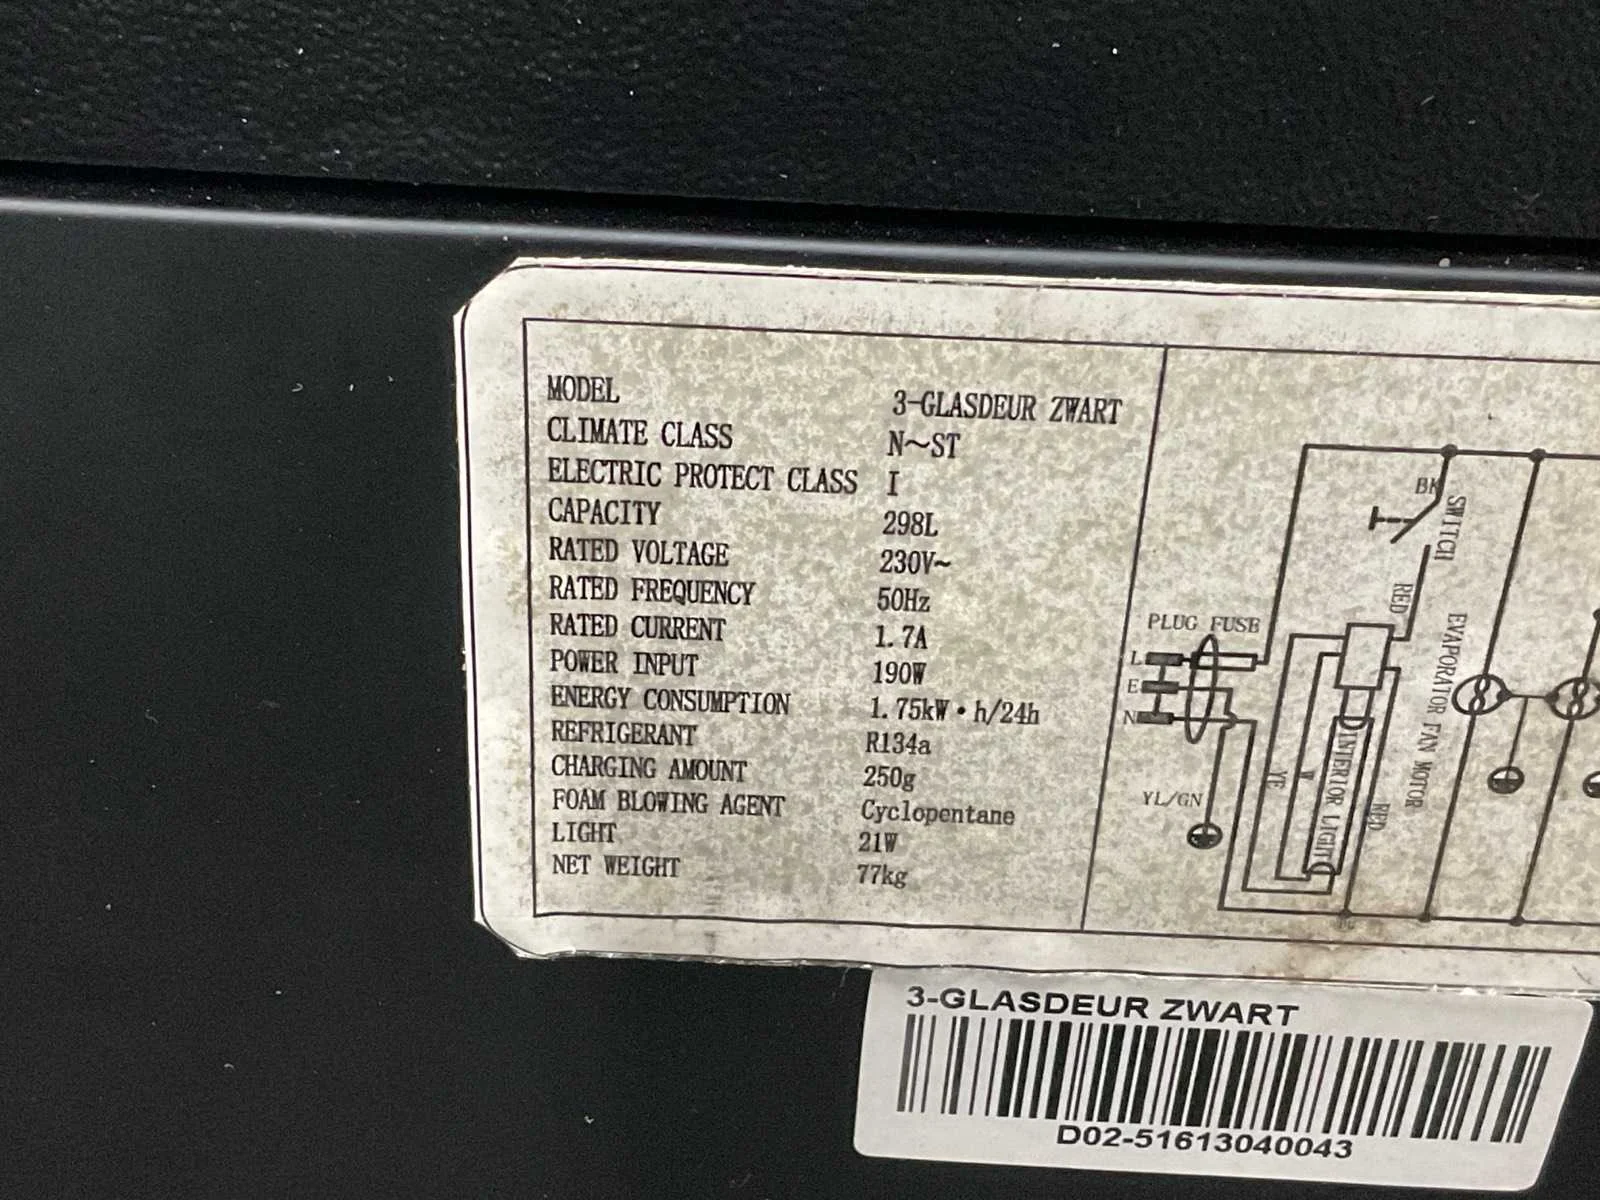 MODEL 3-GLASDEUR ZWART
CLIMATE CLASS N~ST
ELECTRIC PROTECT CLASS I
CAPACITY 298L
RATED VOLTAGE 230V~
RATED FREQUENCY 50Hz
RATED CURRENT 1.7A
POWER INPUT 190W
ENERGY CONSUMPTION 1.75kW·h/24h
REFRIGERANT R134a
CHARGING AMOUNT 250g
FOAM BLOWING AGENT Cyclopentane
LIGHT 21W
NET WEIGHT 77kg
PLUG FUSE
L
E
N
YL/GN
BK
SWITCH
RED
EVAPORATOR FAN MOTOR
YE
W
INTERIOR LIGHT
RED
3-GLASDEUR ZWART
D02-51613040043